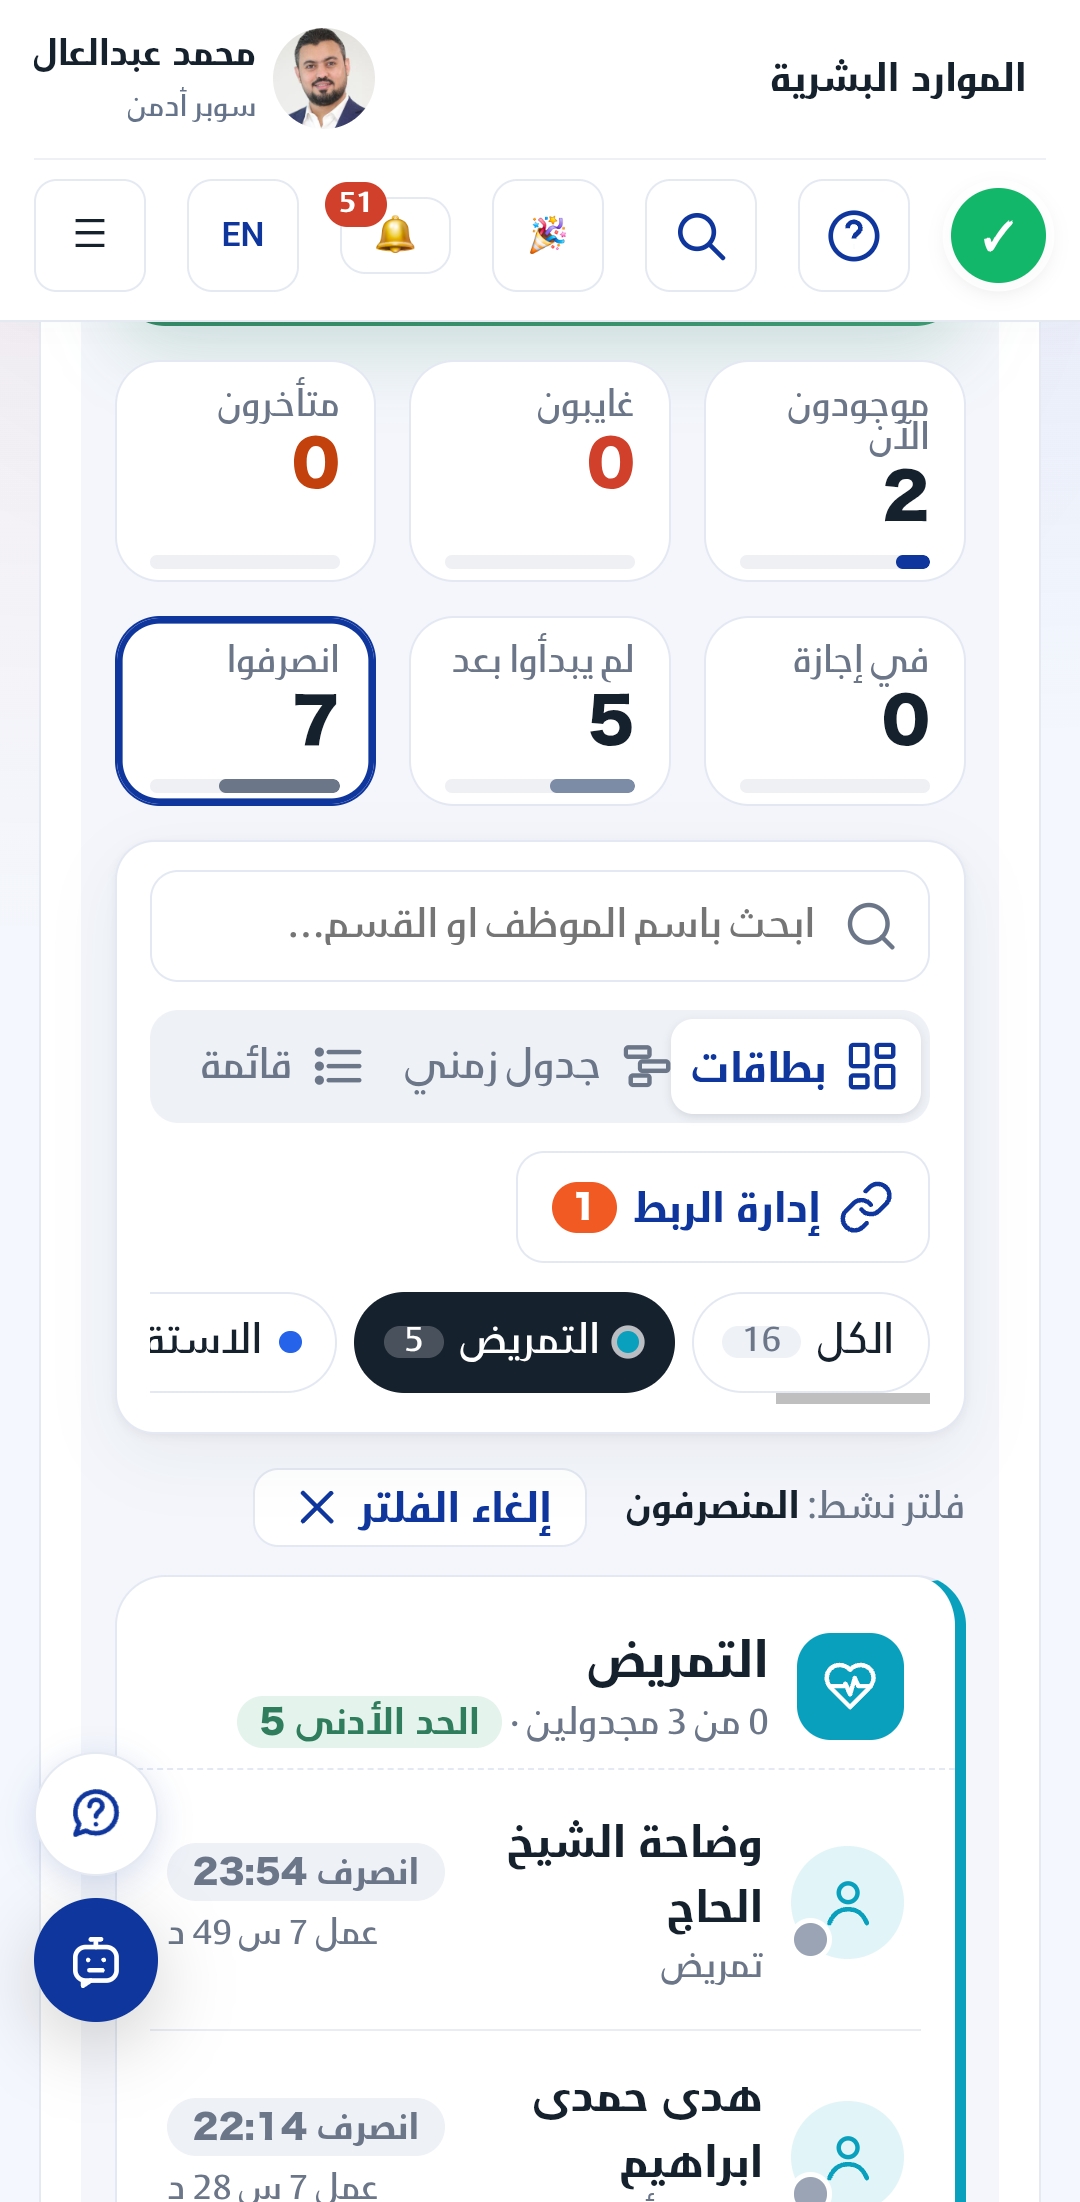 الموارد البشرية
محمد عبدالعال
سوبر أدمن
✓
51
EN
موجودون الآن
2
غايبون
0
متأخرون
0
في إجازة
0
لم يبدأوا بعد
5
انصرفوا
7
ابحث باسم الموظف او القسم...
بطاقات
جدول زمني
قائمة
إدارة الربط 1
الكل 16
التمريض 5
فلتر نشط: المنصرفون
إلغاء الفلتر
التمريض
0 من 3 مجدولين · الحد الأدنى 5
وضاحة الشيخ
الحاج
تمريض
انصرف 23:54
عمل 7 س 49 د
هدى حمدى
ابراهيم
انصرف 22:14
عمل 7 س 28 د